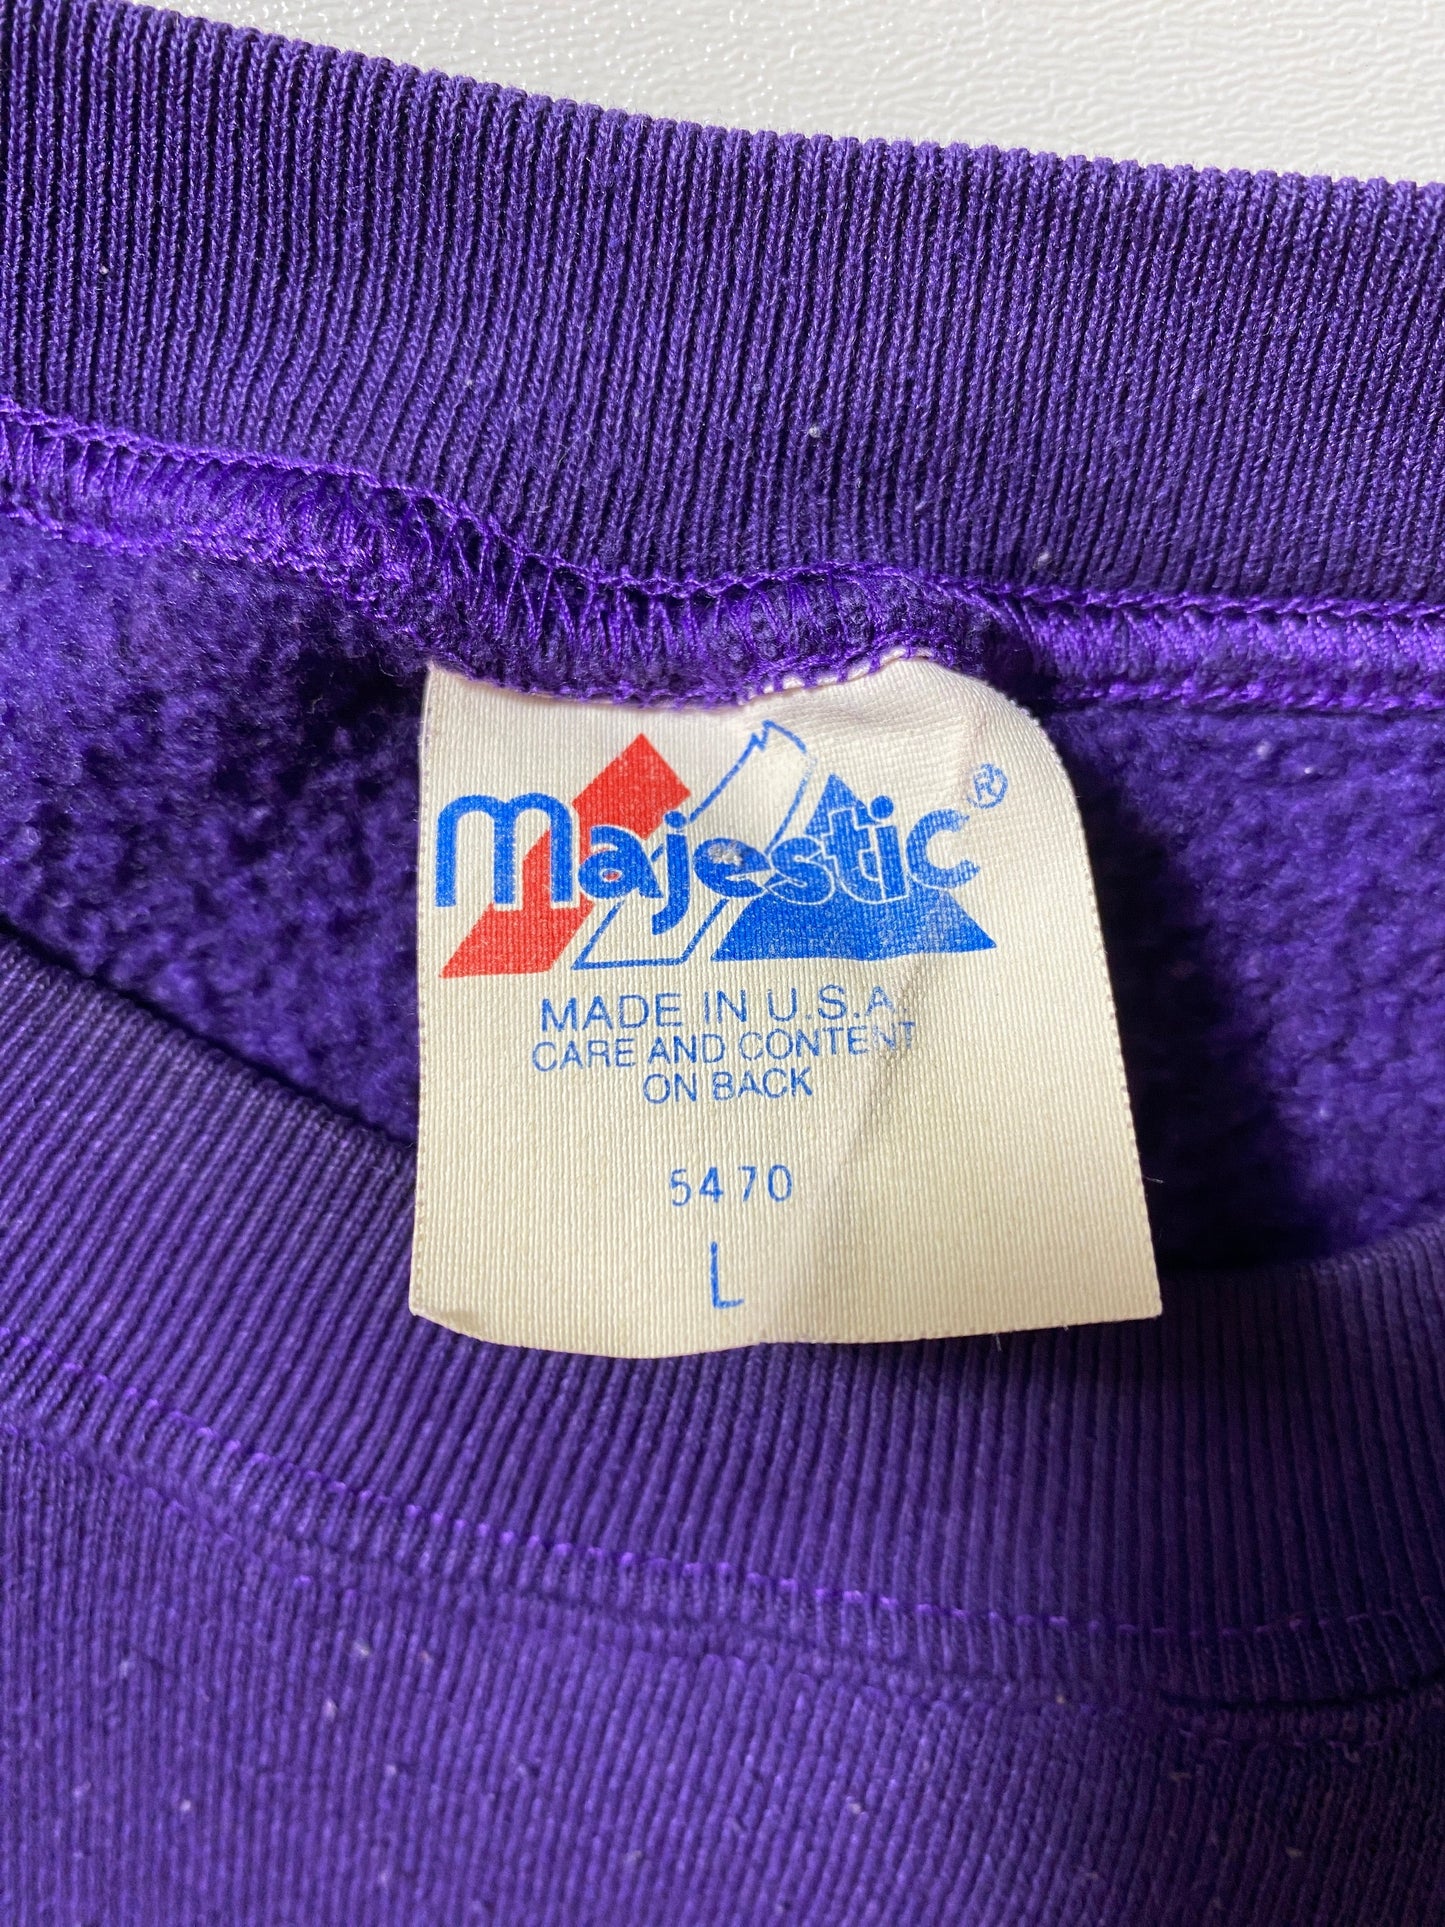 Majestic®
MADE IN U.S.A.
CARE AND CONTENT
ON BACK
5470
L